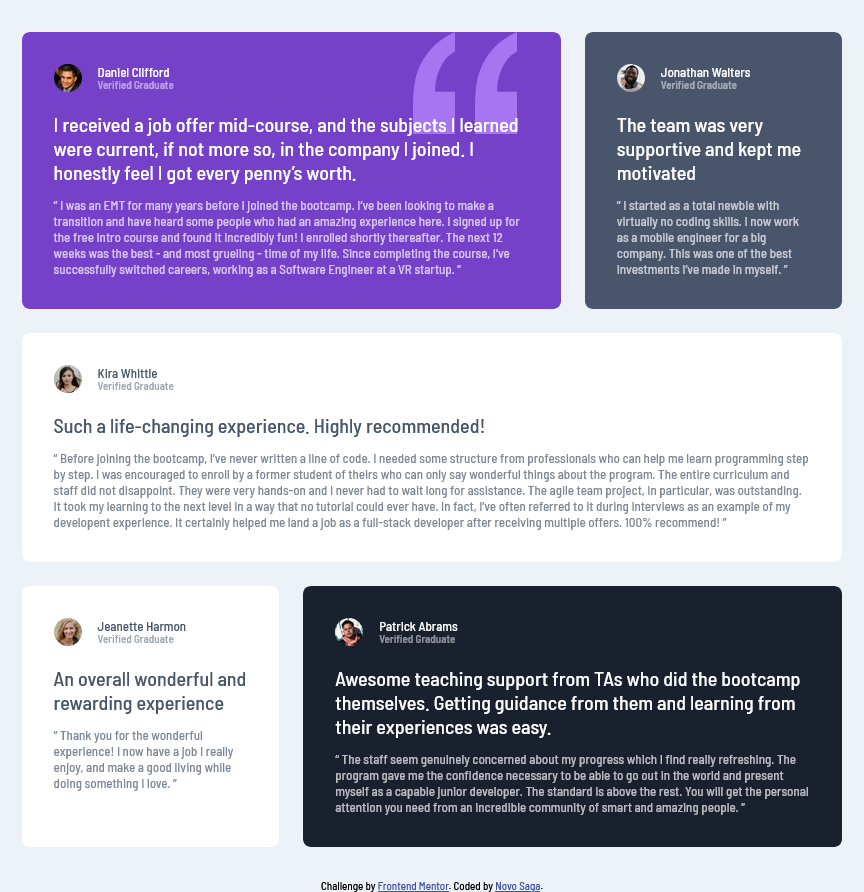 Daniel Clifford
Verified Graduate
I received a job offer mid-course, and the subjects I learned
were current, if not more so, in the company I joined. I
honestly feel I got every penny’s worth.
“ I was an EMT for many years before I joined the bootcamp. I’ve been looking to make a
transition and have heard some people who had an amazing experience here. I signed up for
the free intro course and found it incredibly fun! I enrolled shortly thereafter. The next 12
weeks was the best - and most grueling - time of my life. Since completing the course, I’ve
successfully switched careers, working as a Software Engineer at a VR startup. ”
Jonathan Walters
Verified Graduate
The team was very
supportive and kept me
motivated
“ I started as a total newbie with
virtually no coding skills. I now work
as a mobile engineer for a big
company. This was one of the best
investments I’ve made in myself. ”
Kira Whittle
Verified Graduate
Such a life-changing experience. Highly recommended!
“ Before joining the bootcamp, I’ve never written a line of code. I needed some structure from professionals who can help me learn programming step
by step. I was encouraged to enroll by a former student of theirs who can only say wonderful things about the program. The entire curriculum and
staff did not disappoint. They were very hands-on and I never had to wait long for assistance. The agile team project, in particular, was outstanding.
It took my learning to the next level in a way that no tutorial could ever have. In fact, I’ve often referred to it during interviews as an example of my
developent experience. It certainly helped me land a job as a full-stack developer after receiving multiple offers. 100% recommend! ”
Jeanette Harmon
Verified Graduate
An overall wonderful and
rewarding experience
“ Thank you for the wonderful
experience! I now have a job I really
enjoy, and make a good living while
doing something I love. ”
Patrick Abrams
Verified Graduate
Awesome teaching support from TAs who did the bootcamp
themselves. Getting guidance from them and learning from
their experiences was easy.
“ The staff seem genuinely concerned about my progress which I find really refreshing. The
program gave me the confidence necessary to be able to go out in the world and present
myself as a capable junior developer. The standard is above the rest. You will get the personal
attention you need from an incredible community of smart and amazing people. ”
Challenge by Frontend Mentor. Coded by Novo Saga.